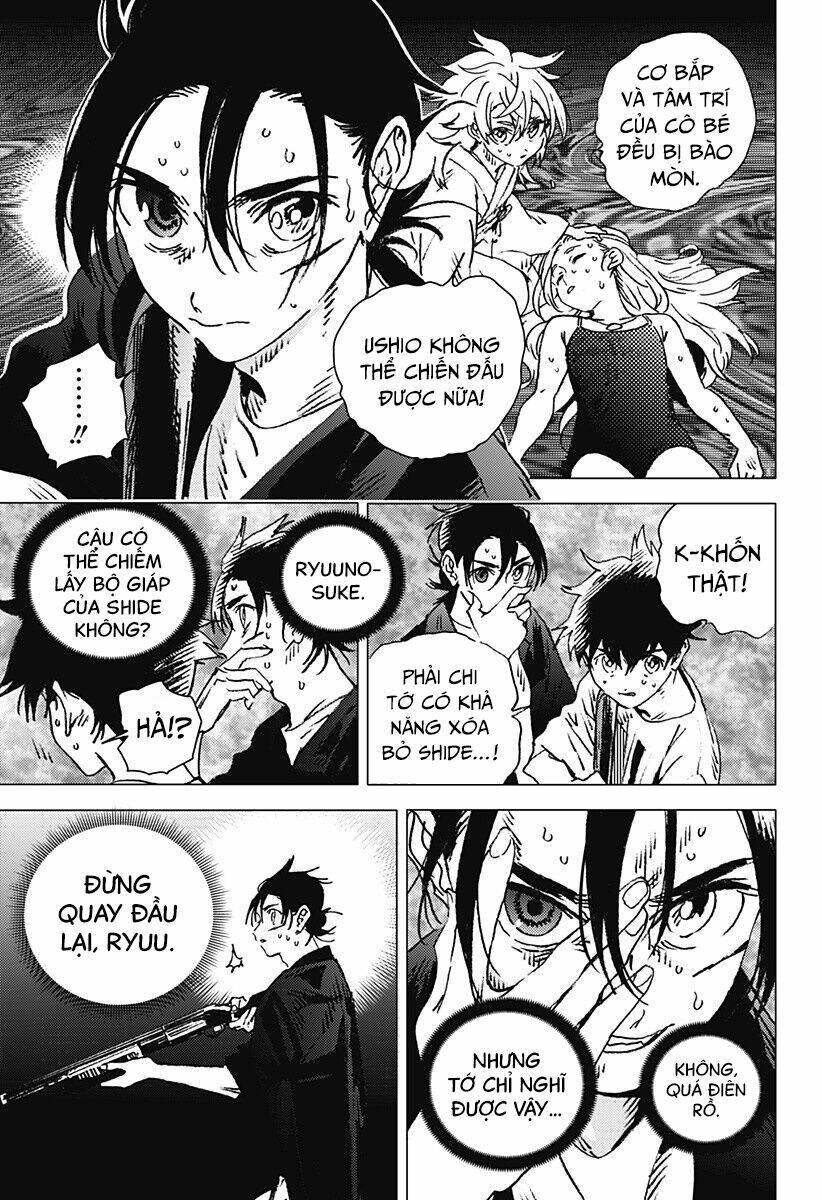 CƠ BẮP
VÀ TÂM TRÍ
CỦA CÔ BÉ
ĐỀU BỊ BÀO
MÒN.
USHIO KHÔNG
THỂ CHIẾN ĐẤU
ĐƯỢC NỮA!
......!!
K-KHỐN
THẬT!
PHẢI CHI
TỚ CÓ KHẢ
NĂNG XÓA
BỎ SHIDE...!
RYUUNO-
SUKE.
CẬU CÓ
THỂ CHIẾM
LẤY BỘ GIÁP
CỦA SHIDE
KHÔNG?
HẢ!?
KHÔNG,
QUÁ ĐIÊN
RỒ.
NHƯNG
TỚ CHỈ NGHĨ
ĐƯỢC VẬY...
ĐỪNG
QUAY ĐẦU
LẠI, RYUU.